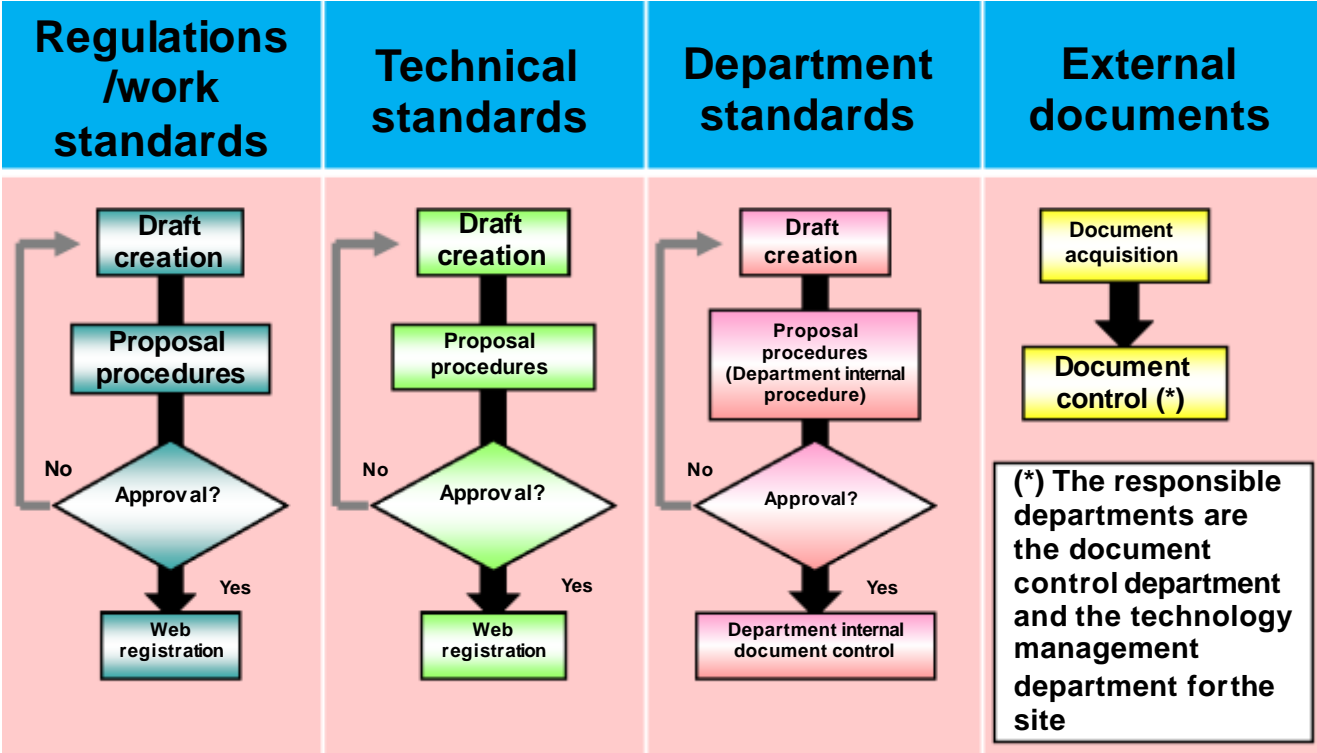 Regulations
/work
standards
Technical
standards
Department
standards
External
documents
Draft
creation
Proposal
procedures
No
Approval?
Yes
Web
registration
Draft
creation
Proposal
procedures
No
Approval?
Yes
Web
registration
Draft
creation
Proposal
procedures
(Department internal
procedure)
No
Approval?
Yes
Department internal
document control
Document
acquisition
Document
control (*)
(*) The responsible
departments are
the document
control department
and the technology
management
department for the
site